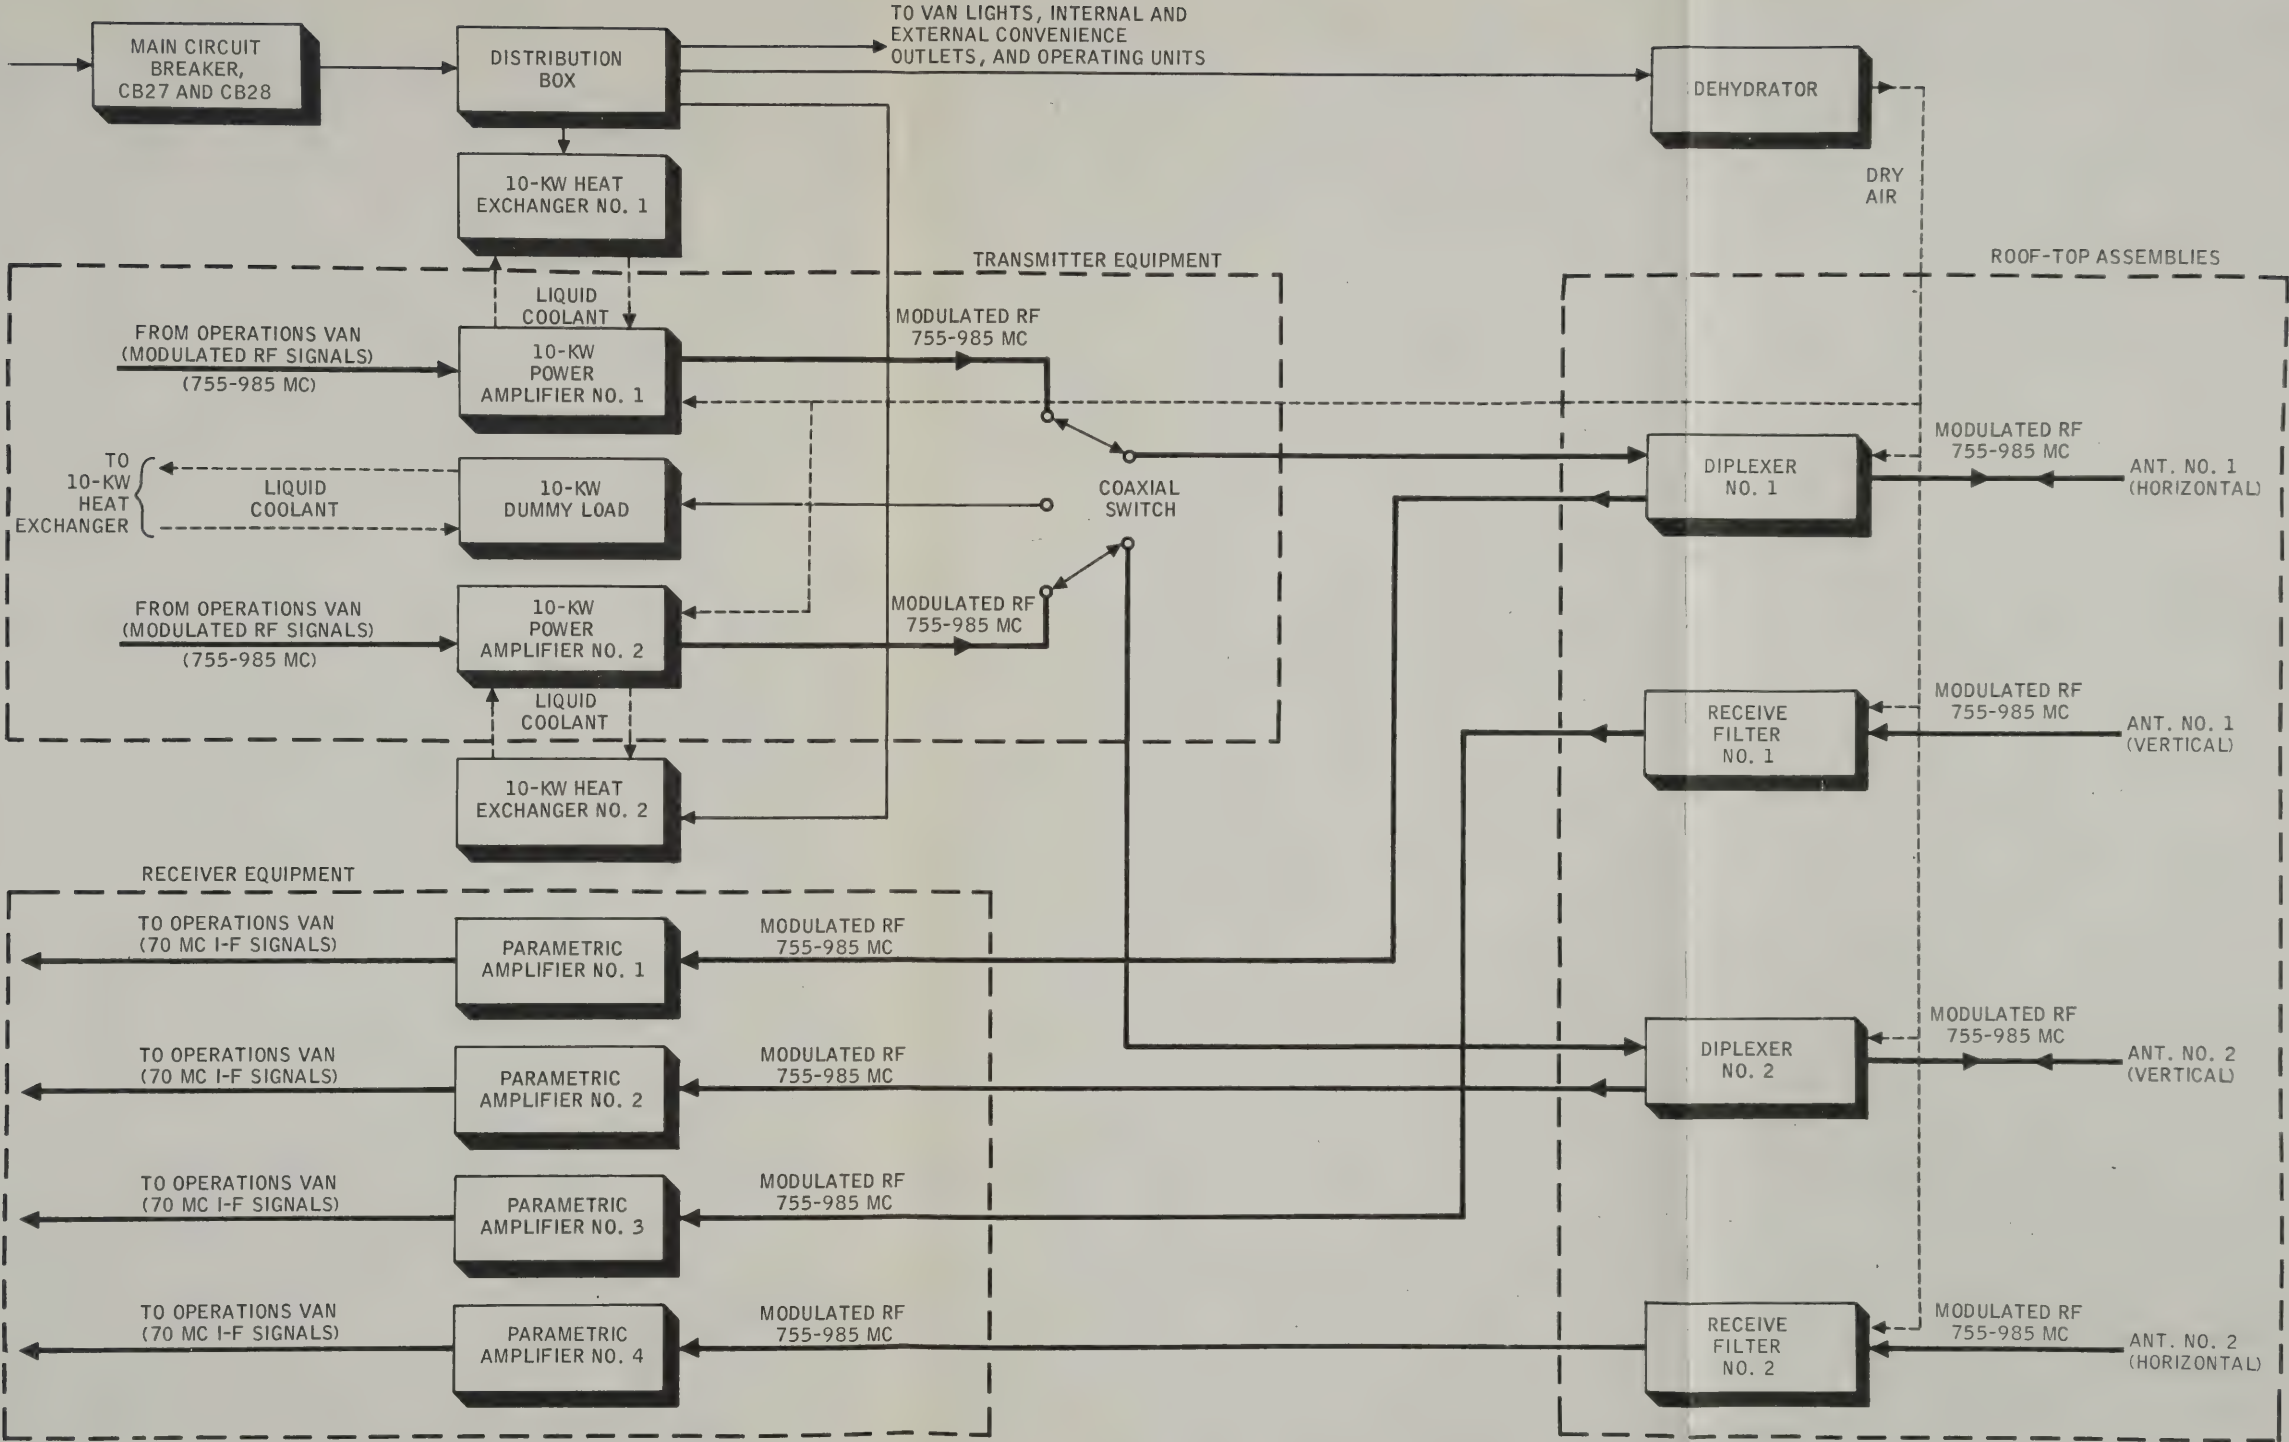 TO VAN LIGHTS, INTERNAL AND
EXTERNAL CONVENIENCE
OUTLETS, AND OPERATING UNITS
MAIN CIRCUIT
BREAKER,
CB27 AND CB28
DISTRIBUTION
BOX
DEHYDRATOR
DRY
AIR
10-KW HEAT
EXCHANGER NO. 1
TRANSMITTER EQUIPMENT
ROOF-TOP ASSEMBLIES
LIQUID
COOLANT
FROM OPERATIONS VAN
(MODULATED RF SIGNALS)
(755-985 MC)
10-KW
POWER
AMPLIFIER NO. 1
MODULATED RF
755-985 MC
TO
10-KW
HEAT
EXCHANGER
LIQUID
COOLANT
10-KW
DUMMY LOAD
COAXIAL
SWITCH
DIPLEXER
NO. 1
MODULATED RF
755-985 MC
ANT. NO. 1
(HORIZONTAL)
FROM OPERATIONS VAN
(MODULATED RF SIGNALS)
(755-985 MC)
10-KW
POWER
AMPLIFIER NO. 2
MODULATED RF
755-985 MC
LIQUID
COOLANT
RECEIVE
FILTER
NO. 1
MODULATED RF
755-985 MC
ANT. NO. 1
(VERTICAL)
10-KW HEAT
EXCHANGER NO. 2
RECEIVER EQUIPMENT
TO OPERATIONS VAN
(70 MC I-F SIGNALS)
PARAMETRIC
AMPLIFIER NO. 1
MODULATED RF
755-985 MC
TO OPERATIONS VAN
(70 MC I-F SIGNALS)
PARAMETRIC
AMPLIFIER NO. 2
MODULATED RF
755-985 MC
DIPLEXER
NO. 2
MODULATED RF
755-985 MC
ANT. NO. 2
(VERTICAL)
TO OPERATIONS VAN
(70 MC I-F SIGNALS)
PARAMETRIC
AMPLIFIER NO. 3
MODULATED RF
755-985 MC
TO OPERATIONS VAN
(70 MC I-F SIGNALS)
PARAMETRIC
AMPLIFIER NO. 4
MODULATED RF
755-985 MC
RECEIVE
FILTER
NO. 2
MODULATED RF
755-985 MC
ANT. NO. 2
(HORIZONTAL)